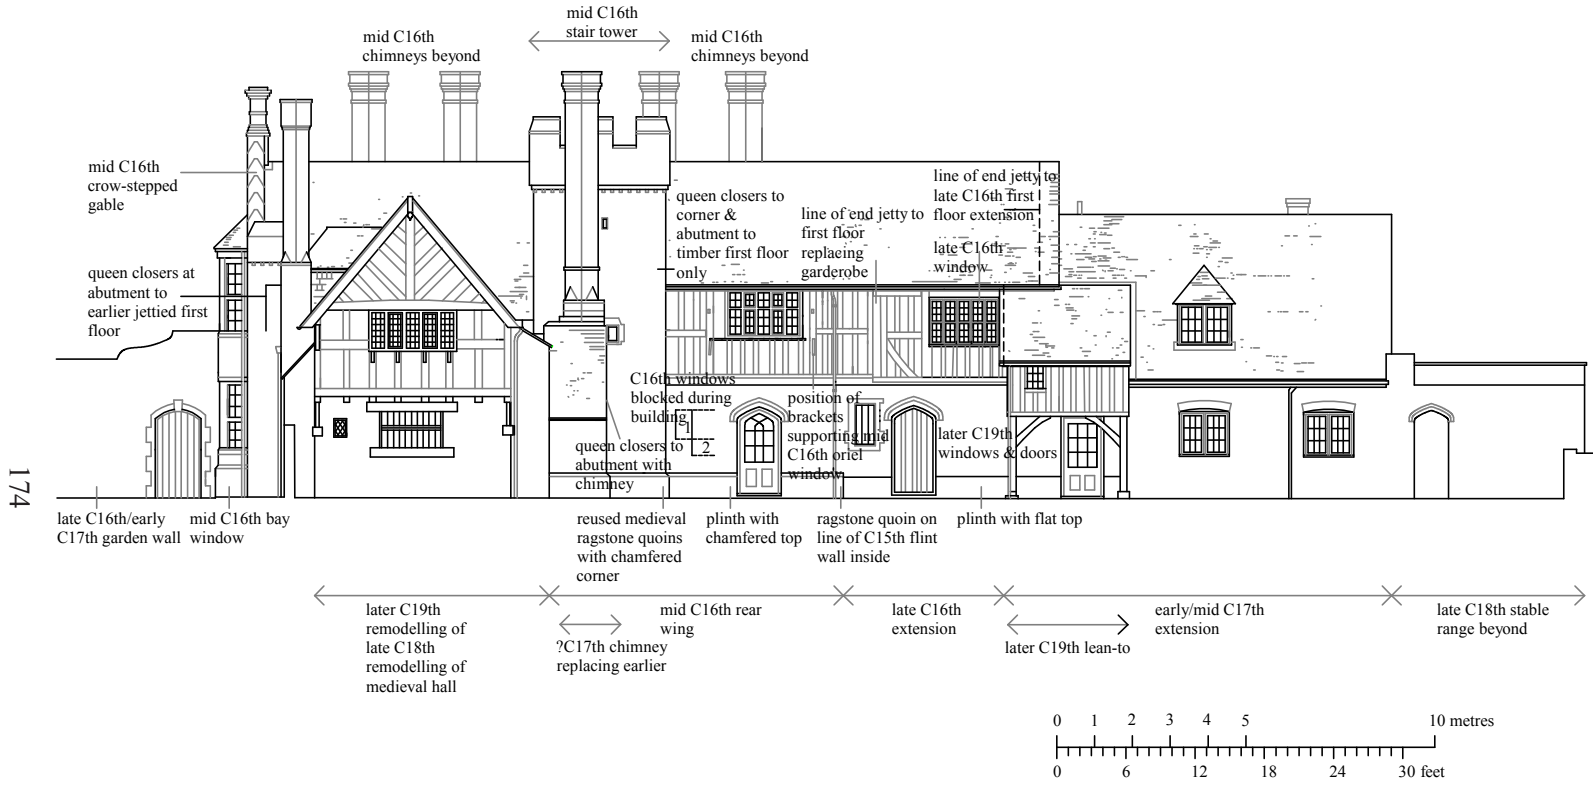 mid C16th
stair tower
mid C16th
chimneys beyond
mid C16th
chimneys beyond
mid C16th
crow-stepped
gable
queen closers at
abutment to
earlier jettied first
floor
queen closers to
corner &
abutment to
timber first floor
only
line of end jetty to
first floor
replacing
garderobe
line of end jetty to
late C16th first
floor extension
late C16th
window
C16th windows
blocked during
building
1
2
queen closers to
abutment with
chimney
position of
brackets
supporting mid
C16th oriel
window
later C19th
windows & doors
174
late C16th/early
C17th garden wall
mid C16th bay
window
reused medieval
ragstone quoins
with chamfered
corner
plinth with
chamfered top
ragstone quoin on
line of C15th flint
wall inside
plinth with flat top
later C19th
remodelling of
late C18th
remodelling of
medieval hall
mid C16th rear
wing
?C17th chimney
replacing earlier
late C16th
extension
early/mid C17th
extension
later C19th lean-to
late C18th stable
range beyond
0 1 2 3 4 5 10 metres
0 6 12 18 24 30 feet